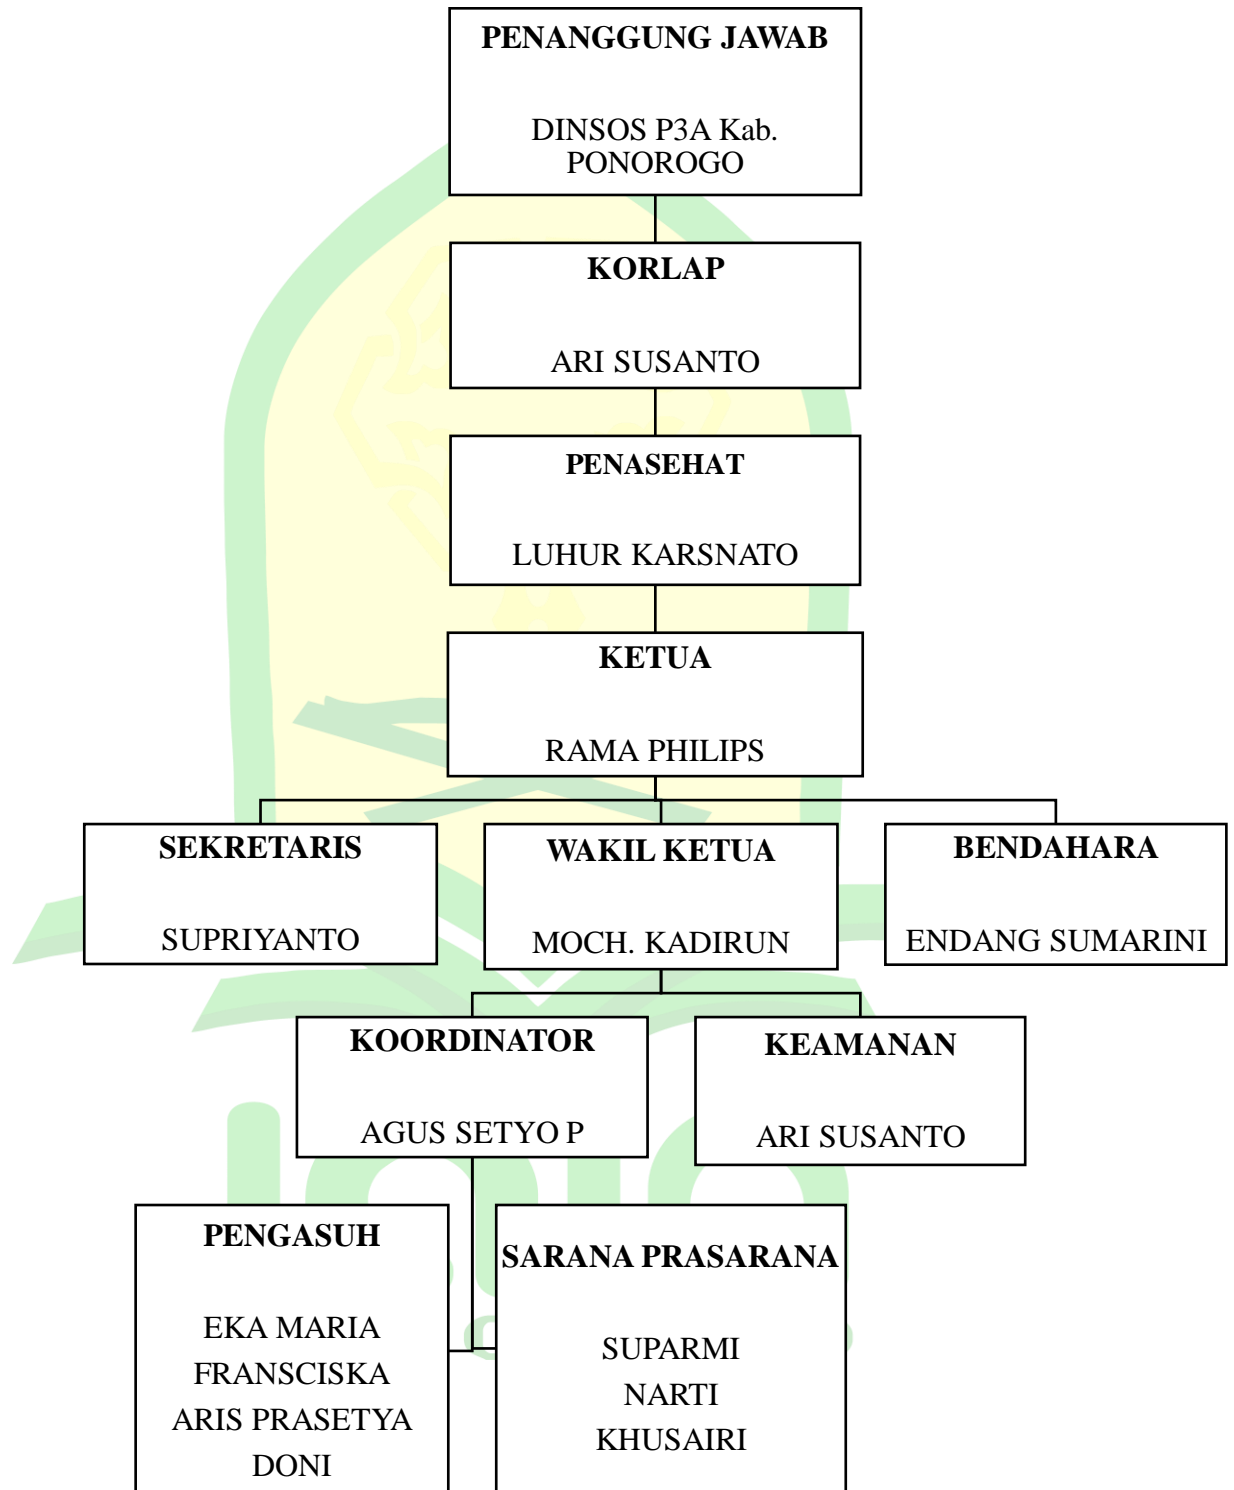 PENANGGUNG JAWAB
DINSOS P3A Kab.
PONOROGO
KORLAP
ARI SUSANTO
PENASEHAT
LUHUR KARSNATO
KETUA
RAMA PHILIPS
SEKRETARIS
SUPRIYANTO
WAKIL KETUA
MOCH. KADIRUN
BENDAHARA
ENDANG SUMARINI
KOORDINATOR
AGUS SETYO P
KEAMANAN
ARI SUSANTO
PENGASUH
EKA MARIA
FRANSCISKA
ARIS PRASETYA
DONI
SARANA PRASARANA
SUPARMI
NARTI
KHUSAIRI